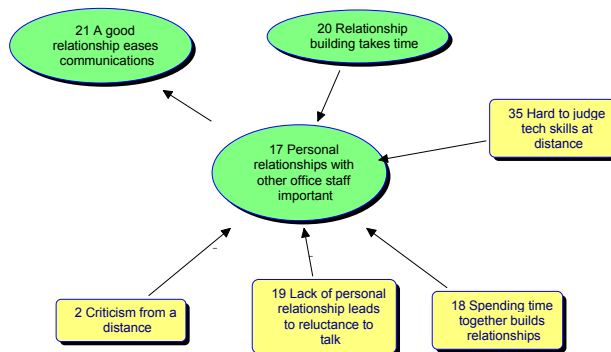 21 A good
relationship eases
communications
20 Relationship
building takes time
35 Hard to judge
tech skills at
distance
17 Personal
relationships with
other office staff
important
2 Criticism from a
distance
19 Lack of personal
relationship leads
to reluctance to
talk
18 Spending time
together builds
relationships